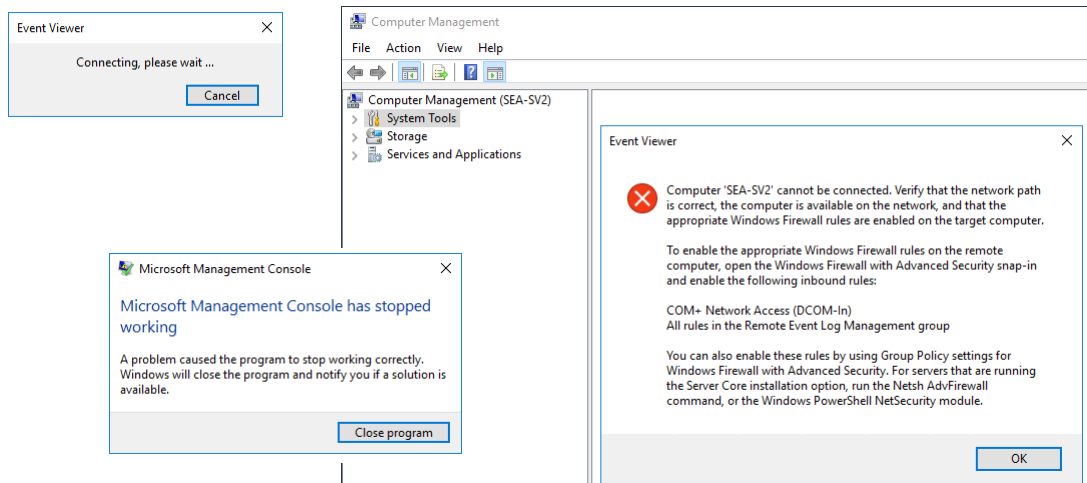 Event Viewer
Connecting, please wait ...
Cancel
Computer Management
File Action View Help
Computer Management (SEA-SV2)
System Tools
Storage
Services and Applications
Event Viewer
Computer 'SEA-SV2' cannot be connected. Verify that the network path
is correct, the computer is available on the network, and that the
appropriate Windows Firewall rules are enabled on the target computer.
To enable the appropriate Windows Firewall rules on the remote
computer, open the Windows Firewall with Advanced Security snap-in
and enable the following inbound rules:
COM+ Network Access (DCOM-In)
All rules in the Remote Event Log Management group
You can also enable these rules by using Group Policy settings for
Windows Firewall with Advanced Security. For servers that are running
the Server Core installation option, run the Netsh AdvFirewall
command, or the Windows PowerShell NetSecurity module.
OK
Microsoft Management Console
Microsoft Management Console has stopped
working
A problem caused the program to stop working correctly.
Windows will close the program and notify you if a solution is
available.
Close program